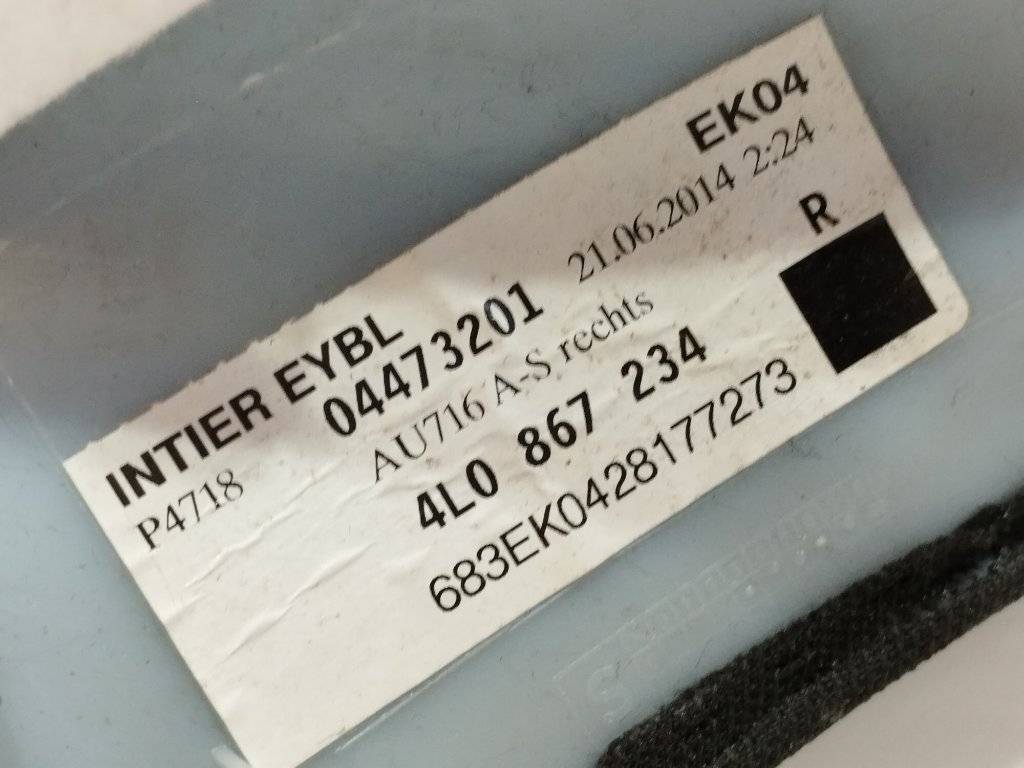 INTIER EYBL EK04
P4718 04473201 21.06.2014 2:24
AU716 A-S rechts R
4L0 867 234
683EK0428177273